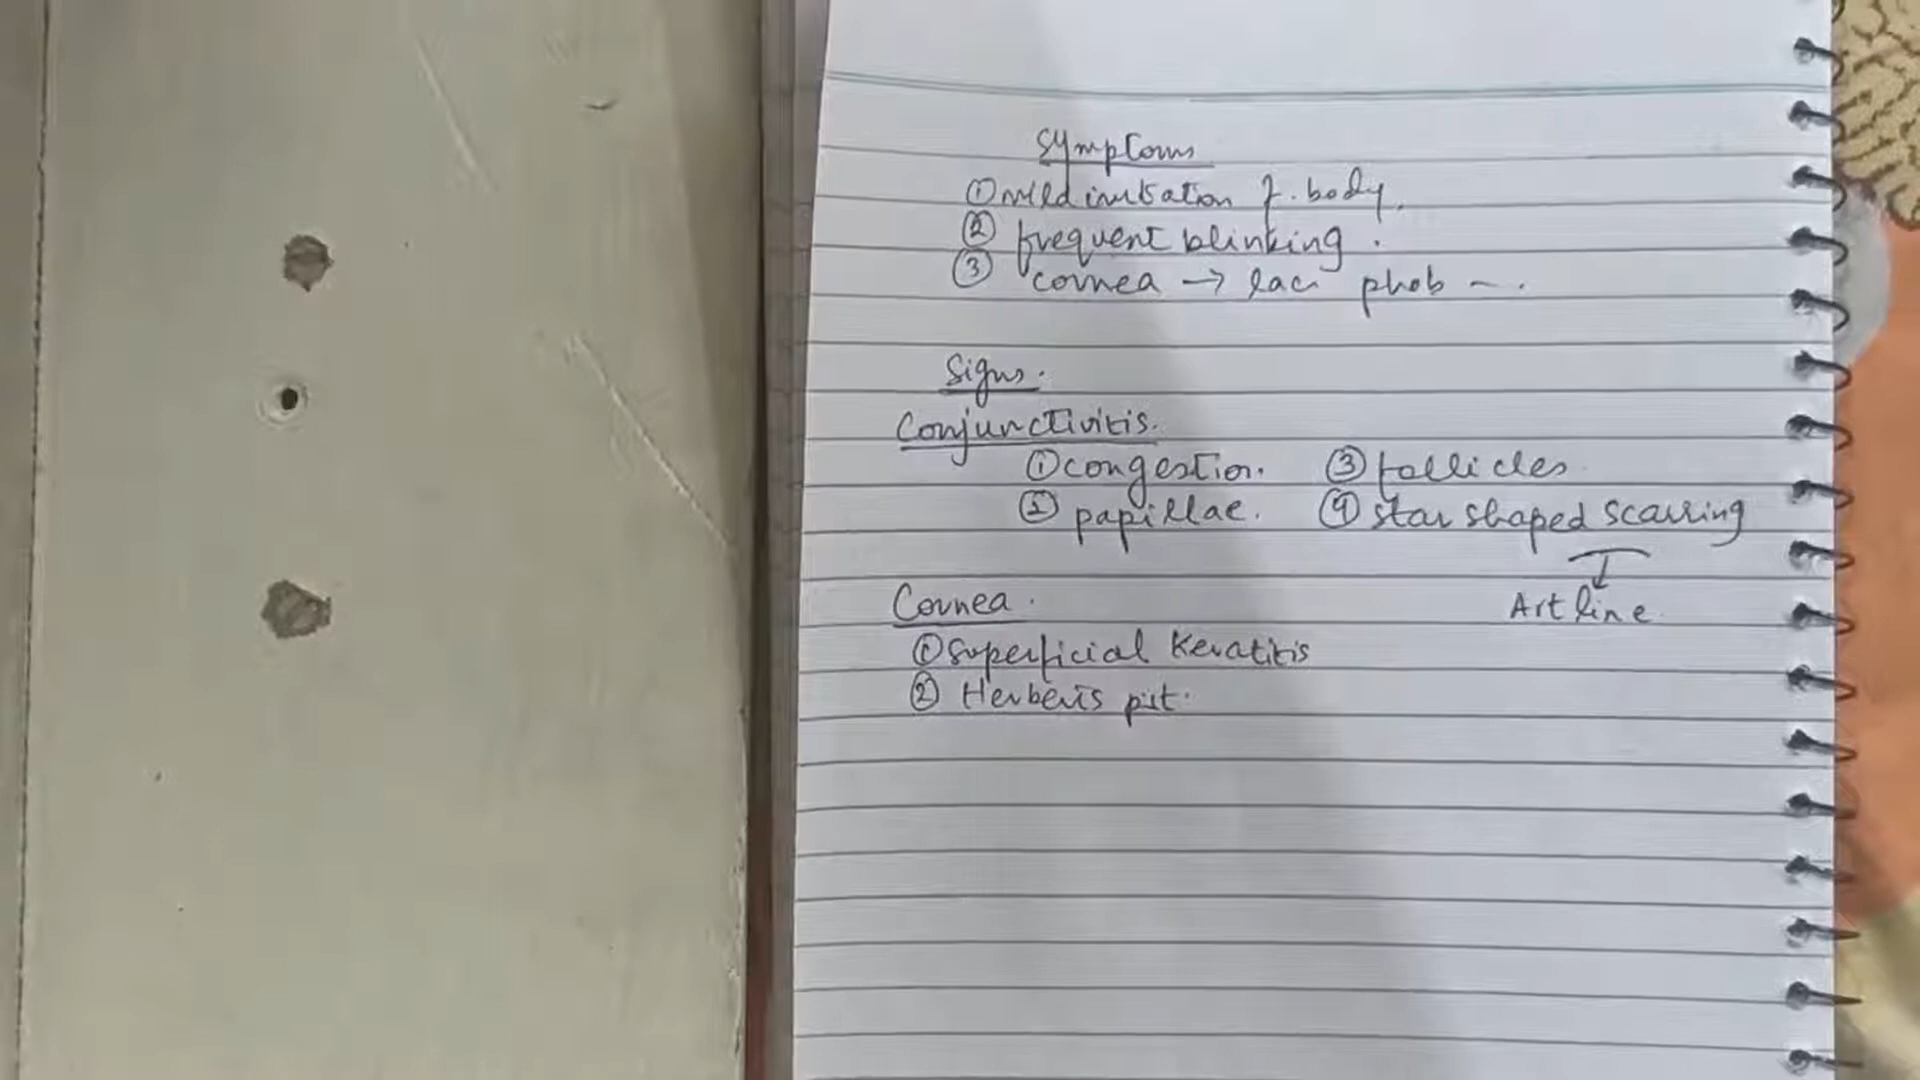 Symptoms
① mild irritation f. body.
② frequent blinking.
③ cornea → lac phob ~.
Signs.
Conjunctivitis.
① congestion. ③ follicles
② papillae. ④ star shaped scarring
Cornea. Art line
① Superficial Keratitis
② Herberts pit.